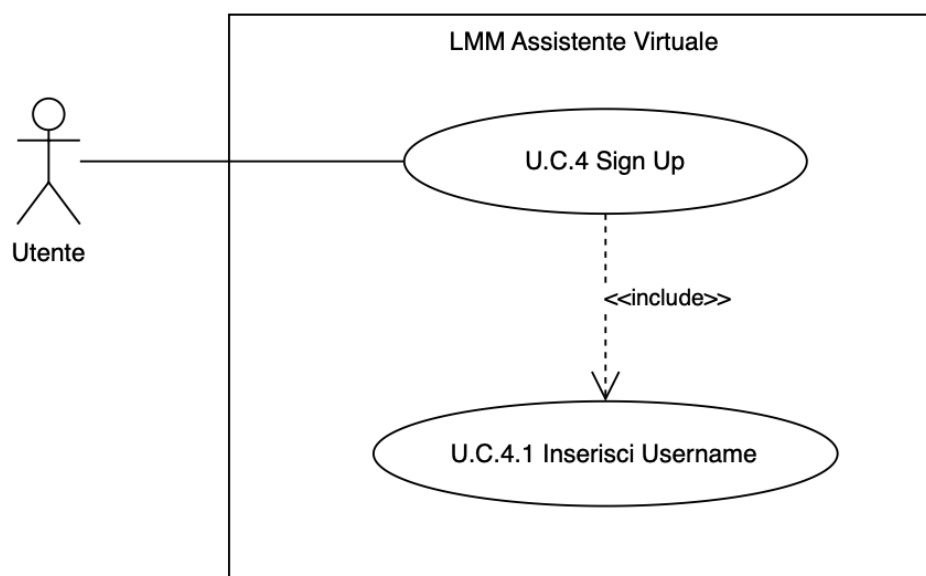 LMM Assistente Virtuale
U.C.4 Sign Up
Utente
<<include>>
U.C.4.1 Inserisci Username